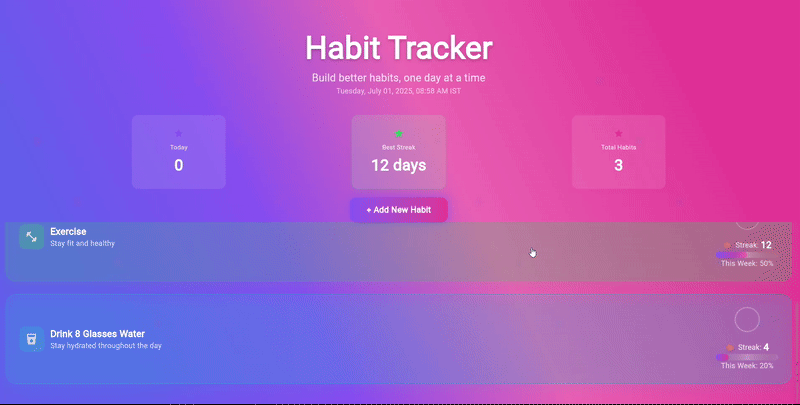 Habit Tracker
Build better habits, one day at a time
Tuesday, July 01, 2025, 08:58 AM IST
Today
0
Best Streak
12 days
Total Habits
3
+ Add New Habit
Exercise
Stay fit and healthy
Streak: 12
This Week: 50%
Drink 8 Glasses Water
Stay hydrated throughout the day
Streak: 4
This Week: 20%